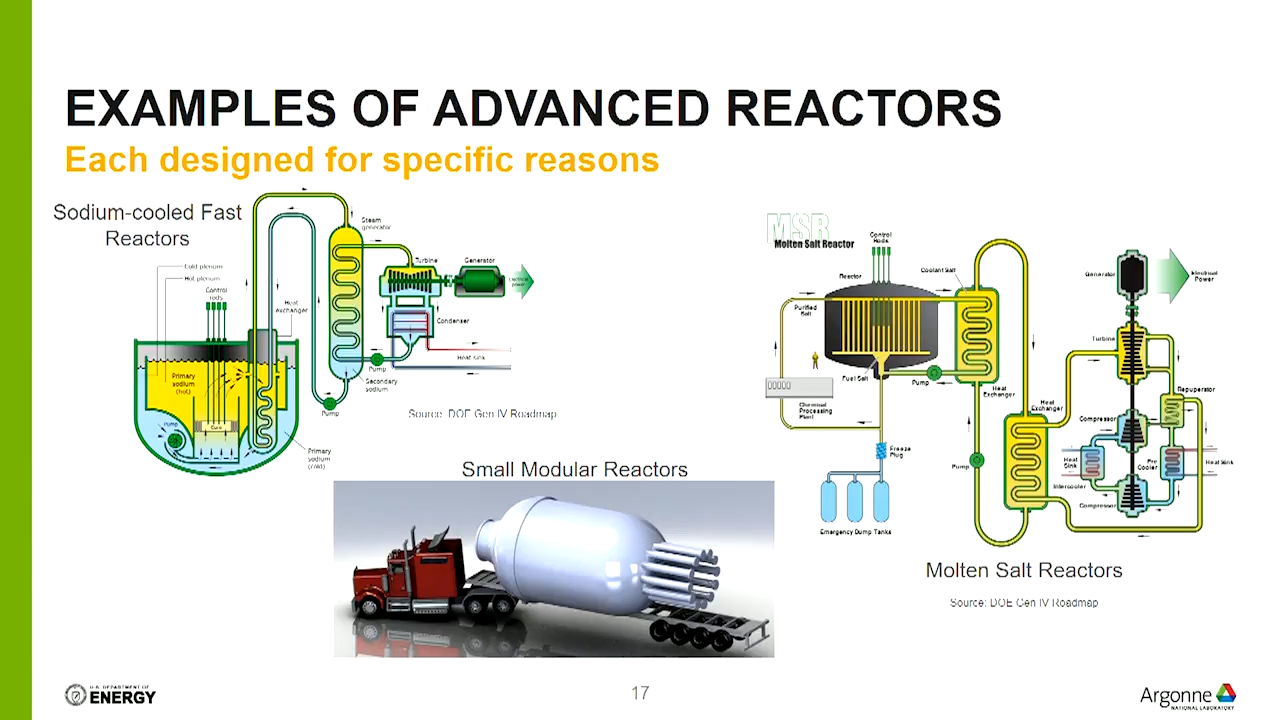 EXAMPLES OF ADVANCED REACTORS
Each designed for specific reasons
Sodium-cooled Fast
Reactors
Cold plenum
Hot plenum
Control
rods
Heat
exchanger
Steam
generator
Turbine
Generator
Electrical
power
Condenser
Heat sink
Pump
Secondary
sodium
Pump
Primary
sodium
(hot)
Pump
Core
Primary
sodium
(cold)
Source: DOE Gen IV Roadmap
Small Modular Reactors
MSR
Molten Salt Reactor
Control
Rods
Reactor
Coolant Salt
Purified
Salt
Fuel Salt
Pump
Chemical
Processing
Plant
Heat
Exchanger
Freeze
Plug
Emergency Dump Tanks
Heat
Exchanger
Pump
Generator
Electrical
Power
Turbine
Recuperator
Compressor
Heat
Sink
Pre
Cooler
Heat Sink
Intercooler
Compressor
Molten Salt Reactors
Source: DOE Gen IV Roadmap
U.S. DEPARTMENT OF
ENERGY
17
Argonne
NATIONAL LABORATORY